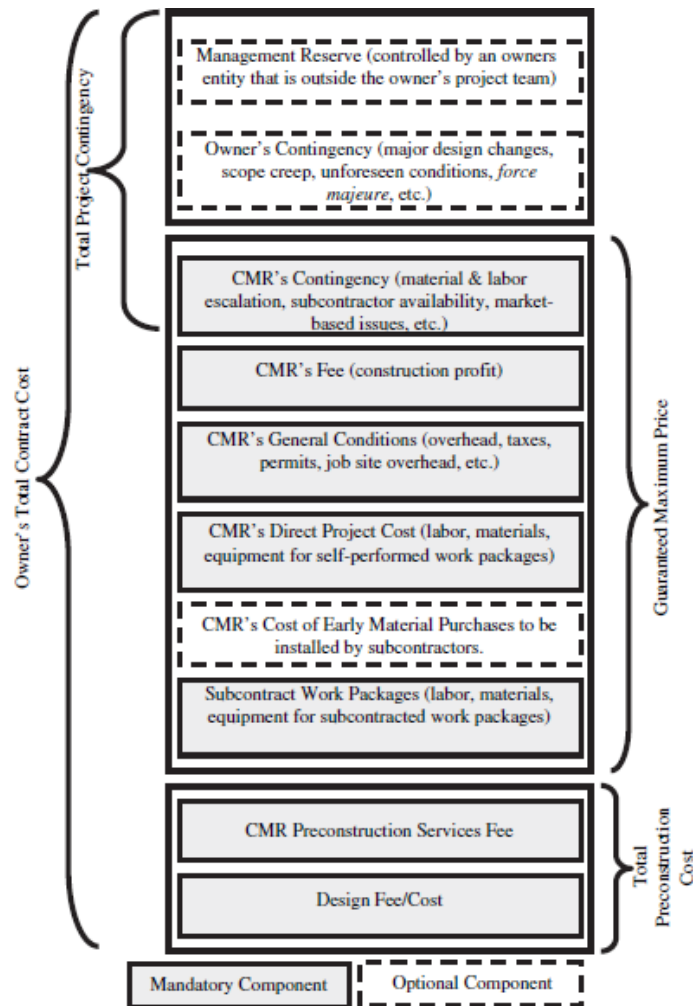 Management Reserve (controlled by an owners
entity that is outside the owner's project team)
Owner's Contingency (major design changes,
scope creep, unforeseen conditions, force
majeure, etc.)
CMR's Contingency (material & labor
escalation, subcontractor availability, market-
based issues, etc.)
CMR's Fee (construction profit)
CMR's General Conditions (overhead, taxes,
permits, job site overhead, etc.)
CMR's Direct Project Cost (labor, materials,
equipment for self-performed work packages)
CMR's Cost of Early Material Purchases to be
installed by subcontractors.
Subcontract Work Packages (labor, materials,
equipment for subcontracted work packages)
CMR Preconstruction Services Fee
Design Fee/Cost
Mandatory Component
Optional Component
Owner's Total Contract Cost
Total Project Contingency
Guaranteed Maximum Price
Total
Preconstruction
Cost